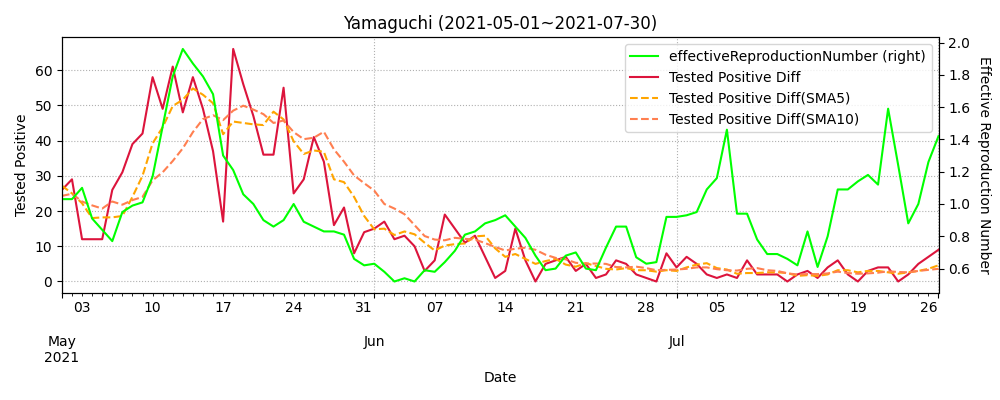 Yamaguchi (2021-05-01~2021-07-30)
effectiveReproductionNumber (right)
Tested Positive Diff
Tested Positive Diff(SMA5)
Tested Positive Diff(SMA10)
Tested Positive
60
50
40
30
20
10
0
Effective Reproduction Number
2.0
1.8
1.6
1.4
1.2
1.0
0.8
0.6
03 10 17 24 31 07 14 21 28 05 12 19 26
May Jun Jul
2021
Date